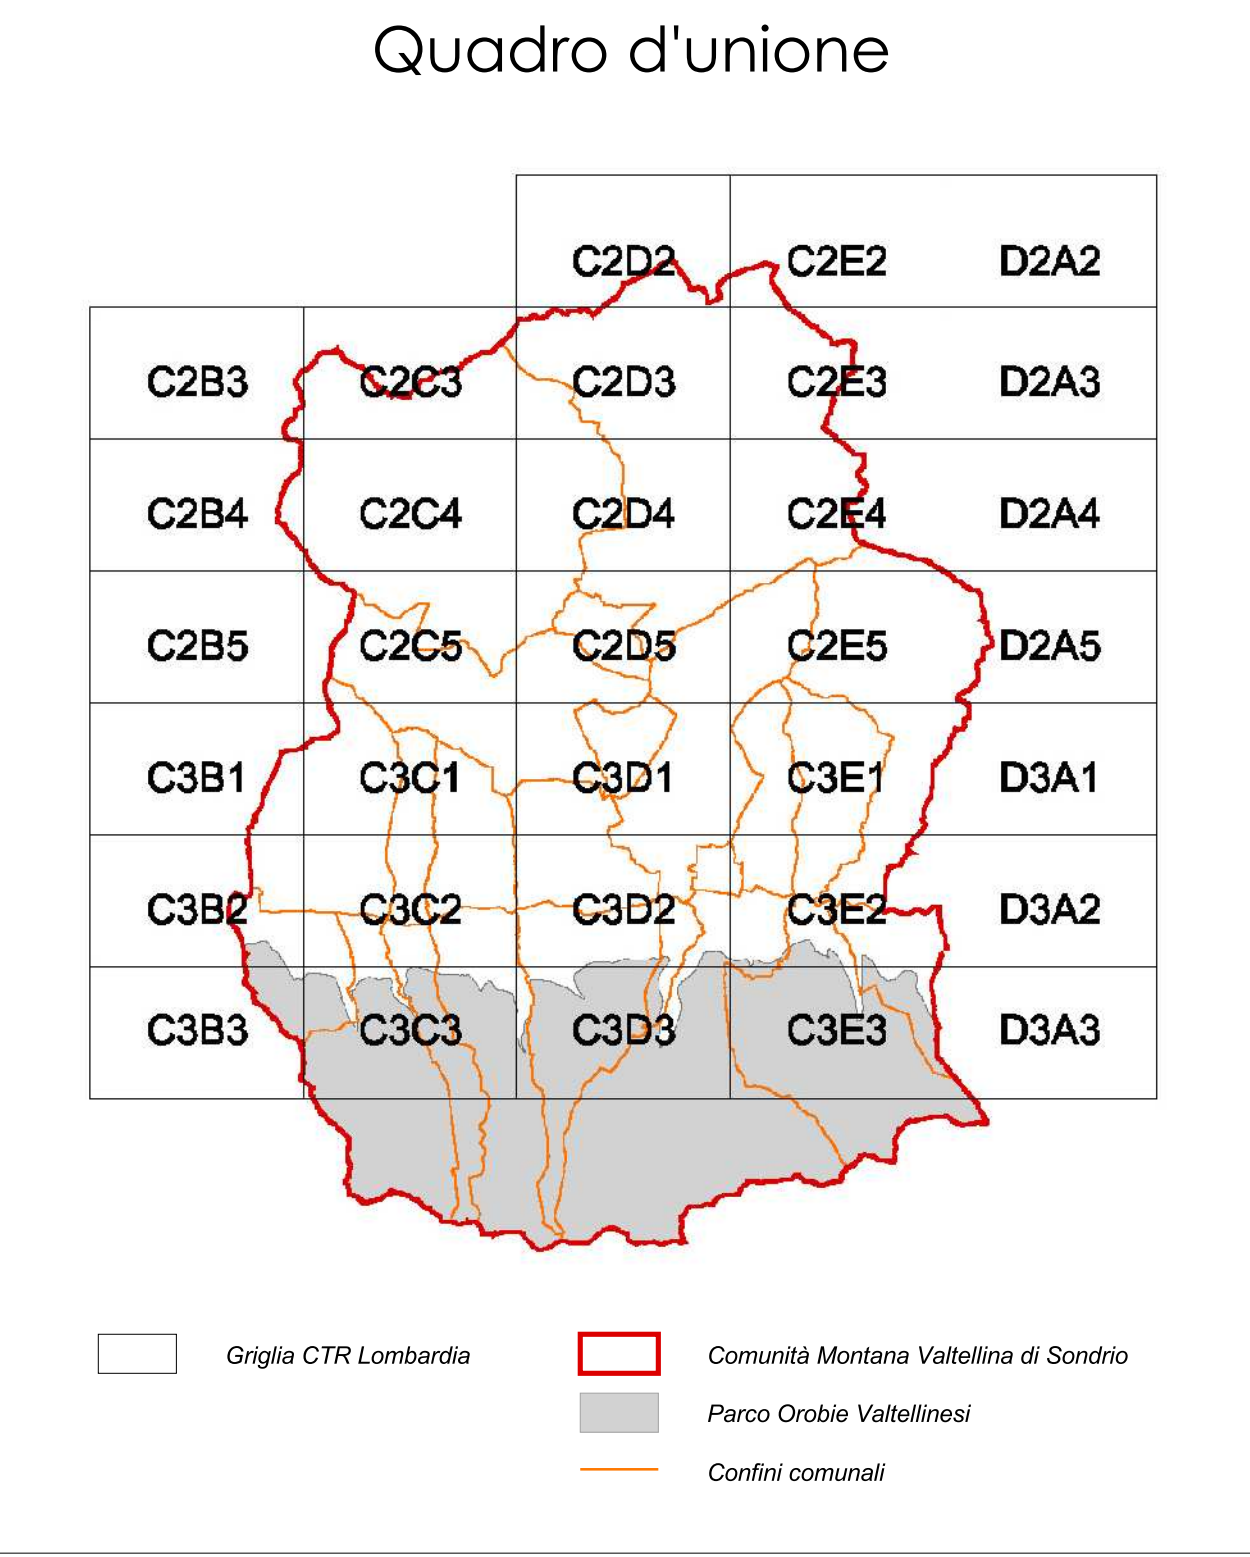 Quadro d'unione
C2D2 C2E2 D2A2
C2B3 C2C3 C2D3 C2E3 D2A3
C2B4 C2C4 C2D4 C2E4 D2A4
C2B5 C2C5 C2D5 C2E5 D2A5
C3B1 C3C1 C3D1 C3E1 D3A1
C3B2 C3C2 C3D2 C3E2 D3A2
C3B3 C3C3 C3D3 C3E3 D3A3
Griglia CTR Lombardia
Comunità Montana Valtellina di Sondrio
Parco Orobie Valtellinesi
Confini comunali